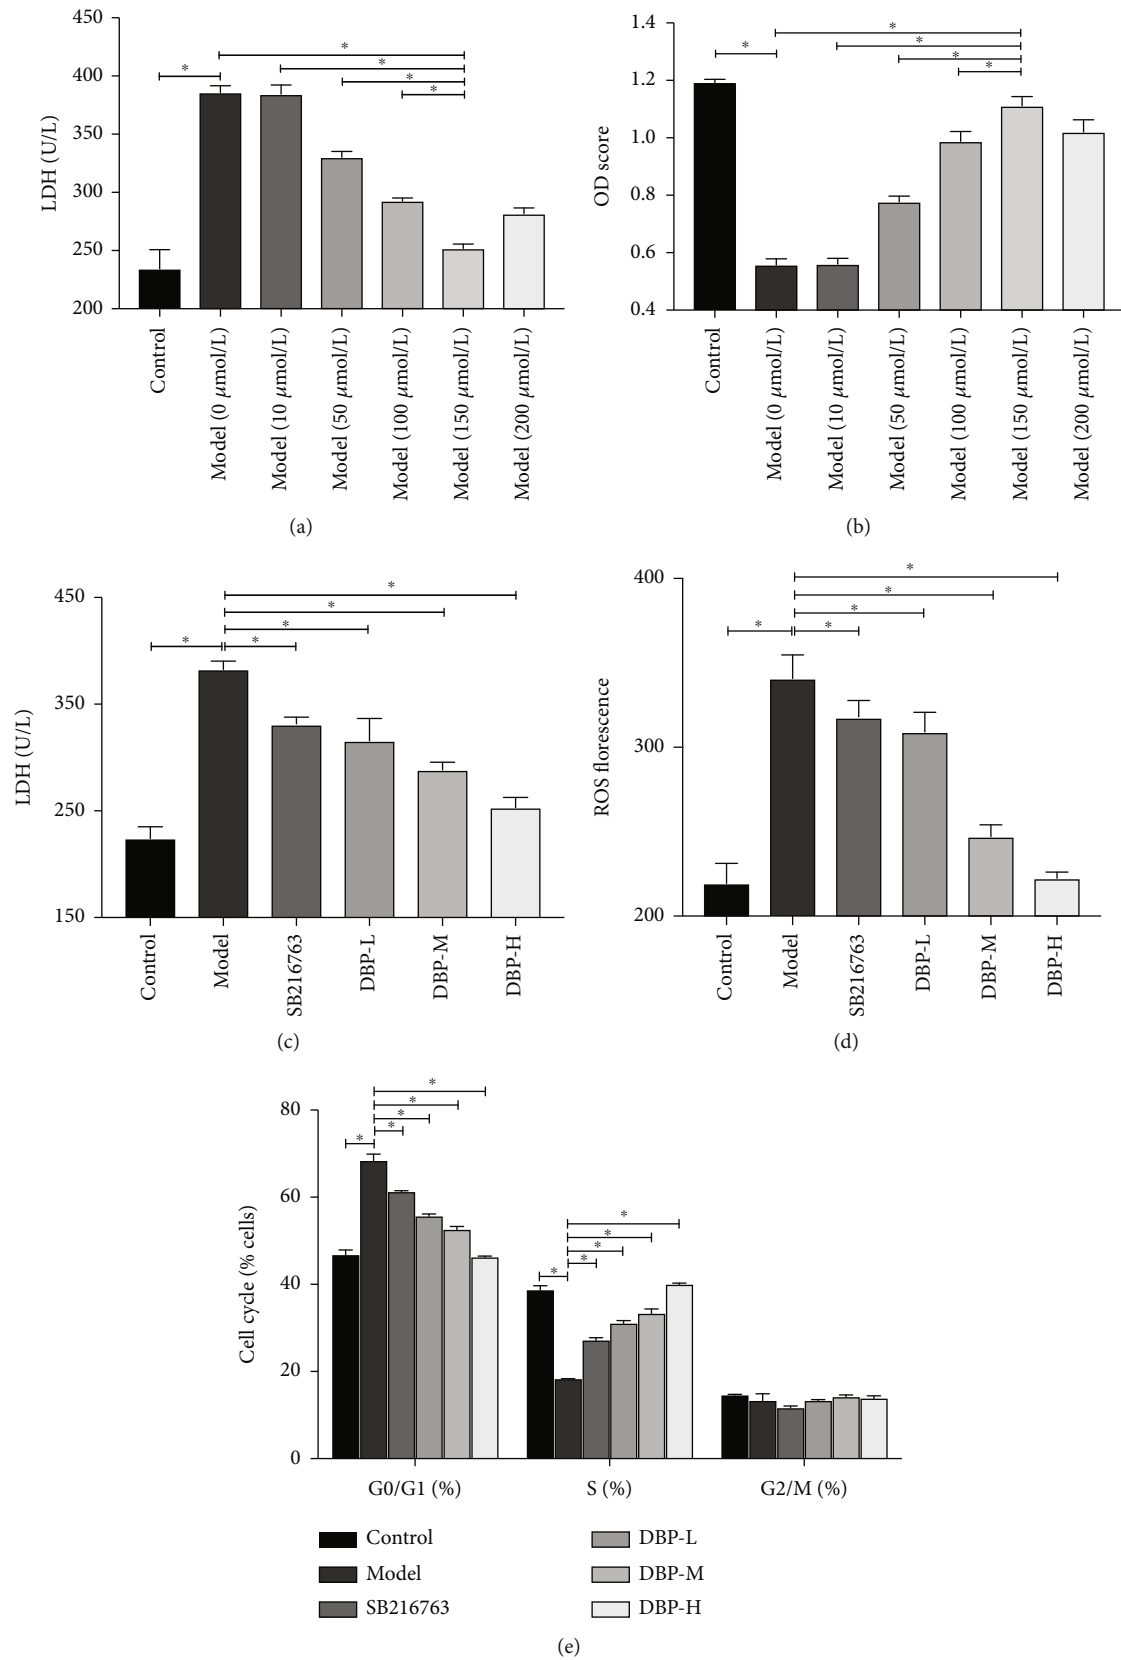 450
400
350
300
250
200
LDH (U/L)
*
*
*
*
*
Control
Model (0 μmol/L)
Model (10 μmol/L)
Model (50 μmol/L)
Model (100 μmol/L)
Model (150 μmol/L)
Model (200 μmol/L)
(a)
1.4
1.2
1.0
0.8
0.6
0.4
OD score
*
*
*
*
*
Control
Model (0 μmol/L)
Model (10 μmol/L)
Model (50 μmol/L)
Model (100 μmol/L)
Model (150 μmol/L)
Model (200 μmol/L)
(b)
450
350
250
150
LDH (U/L)
*
*
*
*
*
Control
Model
SB216763
DBP-L
DBP-M
DBP-H
(c)
400
300
200
ROS florescence
*
*
*
*
*
Control
Model
SB216763
DBP-L
DBP-M
DBP-H
(d)
80
60
40
20
0
Cell cycle (% cells)
*
*
*
*
*
*
*
*
*
*
G0/G1 (%)
S (%)
G2/M (%)
Control
Model
SB216763
DBP-L
DBP-M
DBP-H
(e)